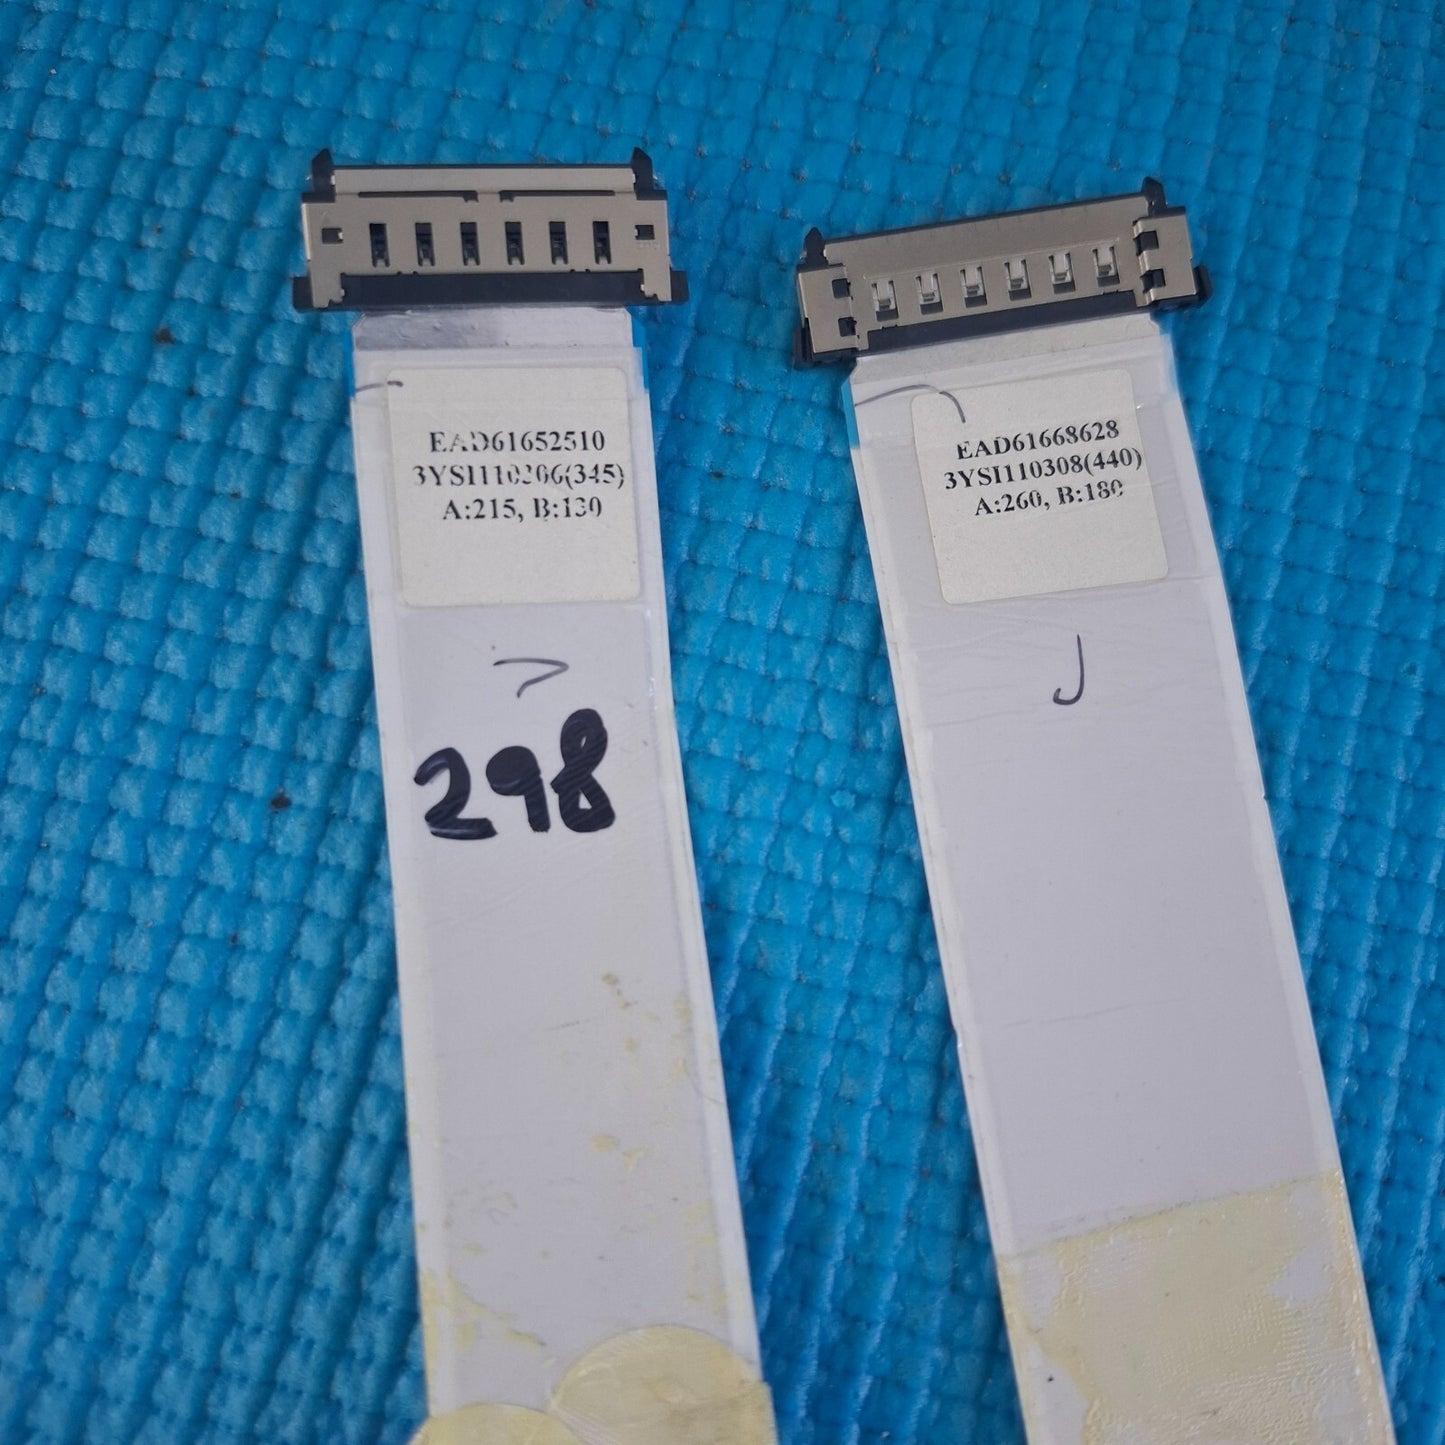 EAD61652510
3YSI110206(345)
A:215, B:130
298
EAD61668628
3YSI110308(440)
A:260, B:180